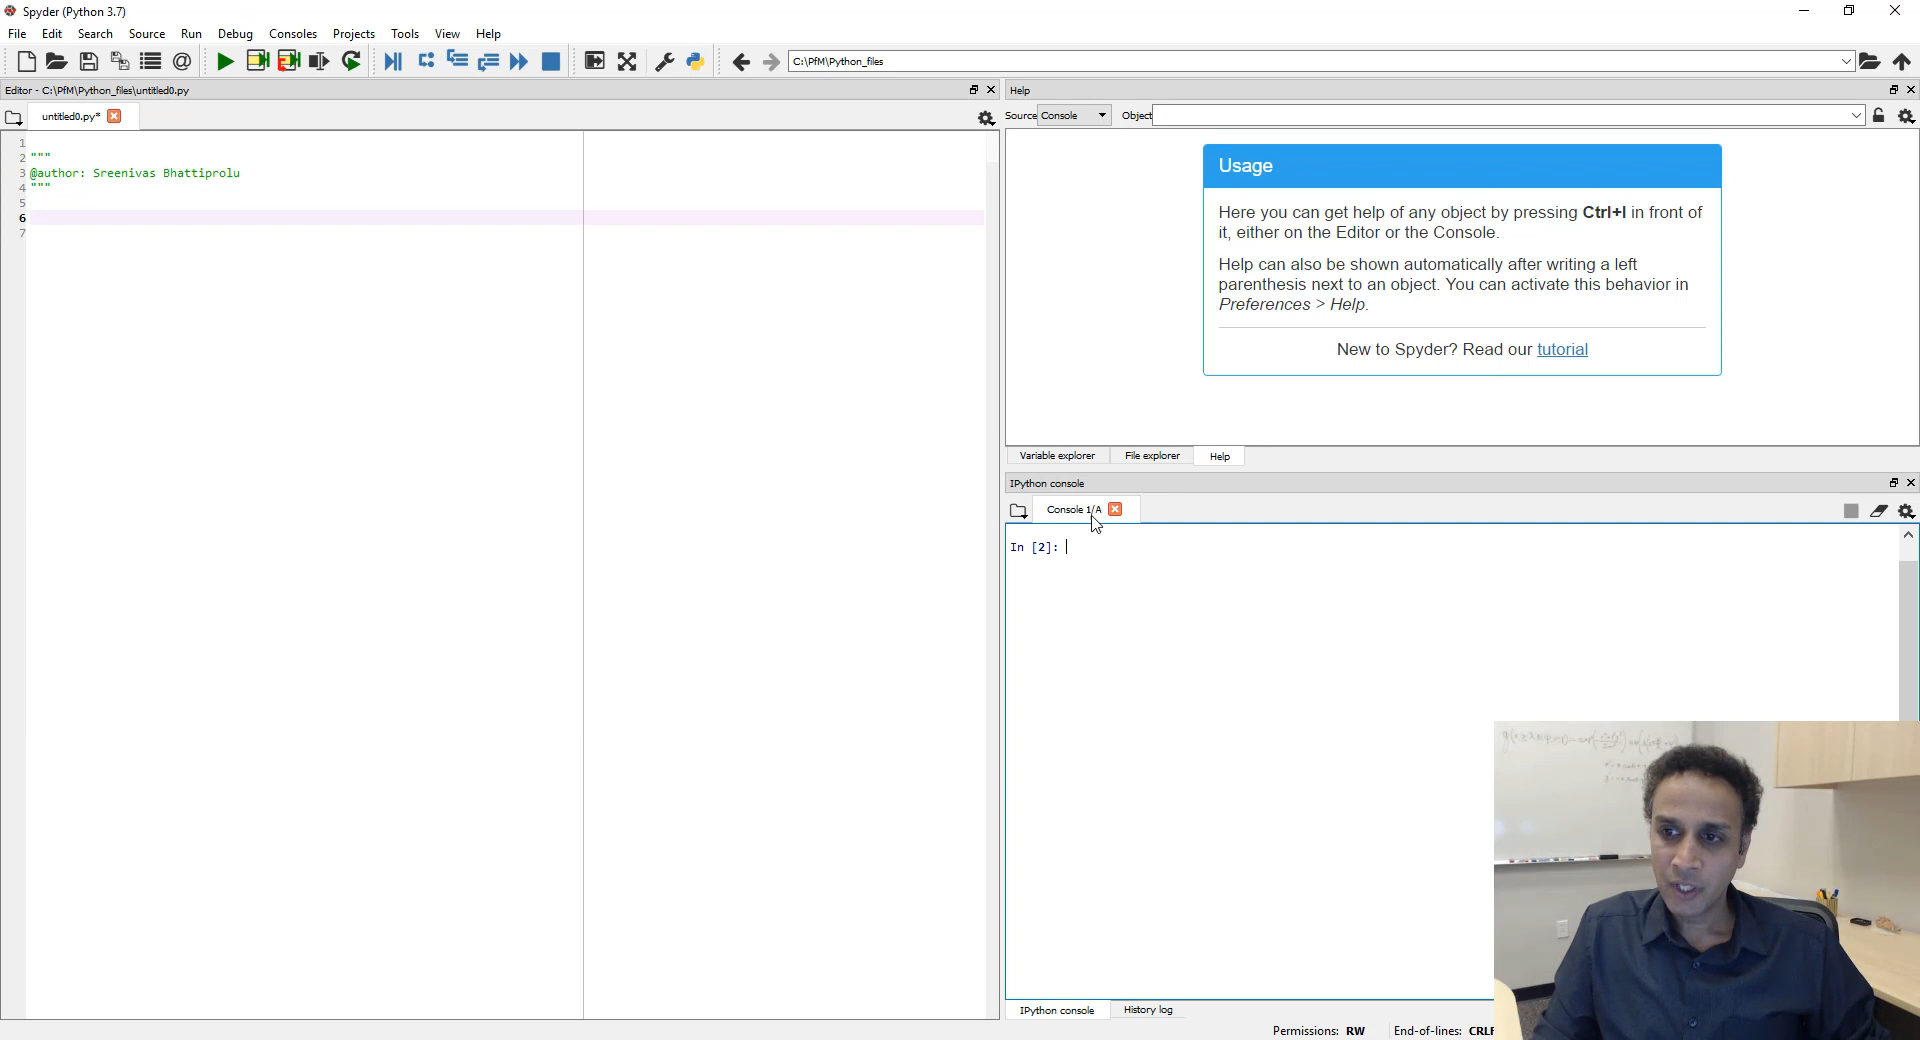 Spyder (Python 3.7)
File Edit Search Source Run Debug Consoles Projects Tools View Help
C:\PfM\Python_files
Editor - C:\PfM\Python_files\untitled0.py
untitled0.py*
1
2 """
3 @author: Sreenivas Bhattiprolu
4 """
5
6
7
Help
Source Console Object
Usage
Here you can get help of any object by pressing Ctrl+I in front of
it, either on the Editor or the Console.
Help can also be shown automatically after writing a left
parenthesis next to an object. You can activate this behavior in
Preferences > Help.
New to Spyder? Read our tutorial
Variable explorer File explorer Help
IPython console
Console 1/A
In [2]:
IPython console History log
Permissions: RW End-of-lines: CRLF